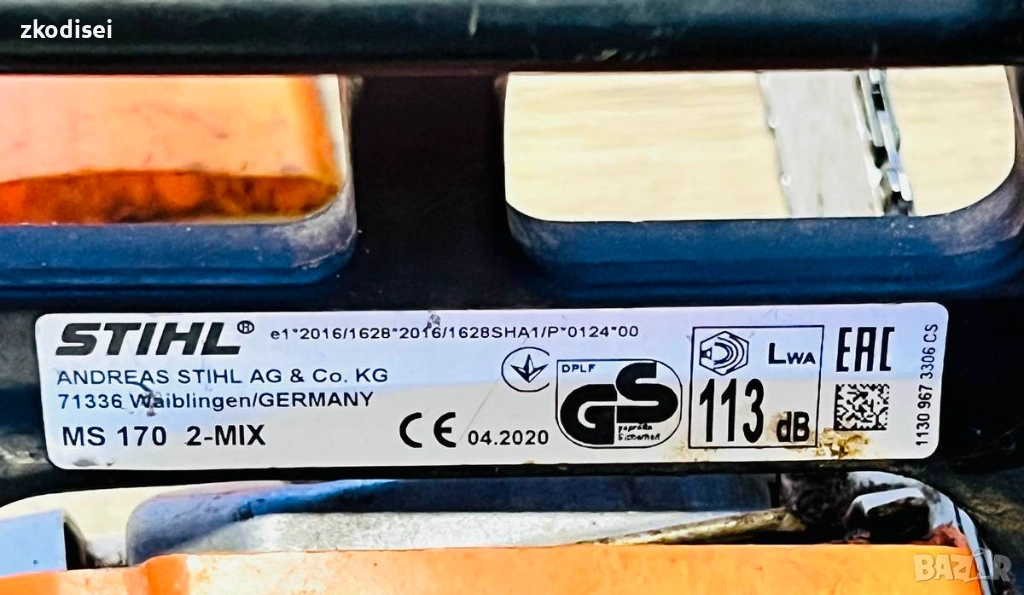 zkodisei
STIHL® e1*2016/1628*2016/1628SHA1/P*0124*00
ANDREAS STIHL AG & Co. KG
71336 Waiblingen/GERMANY
MS 170 2-MIX
CE 04.2020
DPLF
GS
geprüfte
Sicherheit
LWA
113 dB
EAC
1130 967 3306 CS
BAZAR